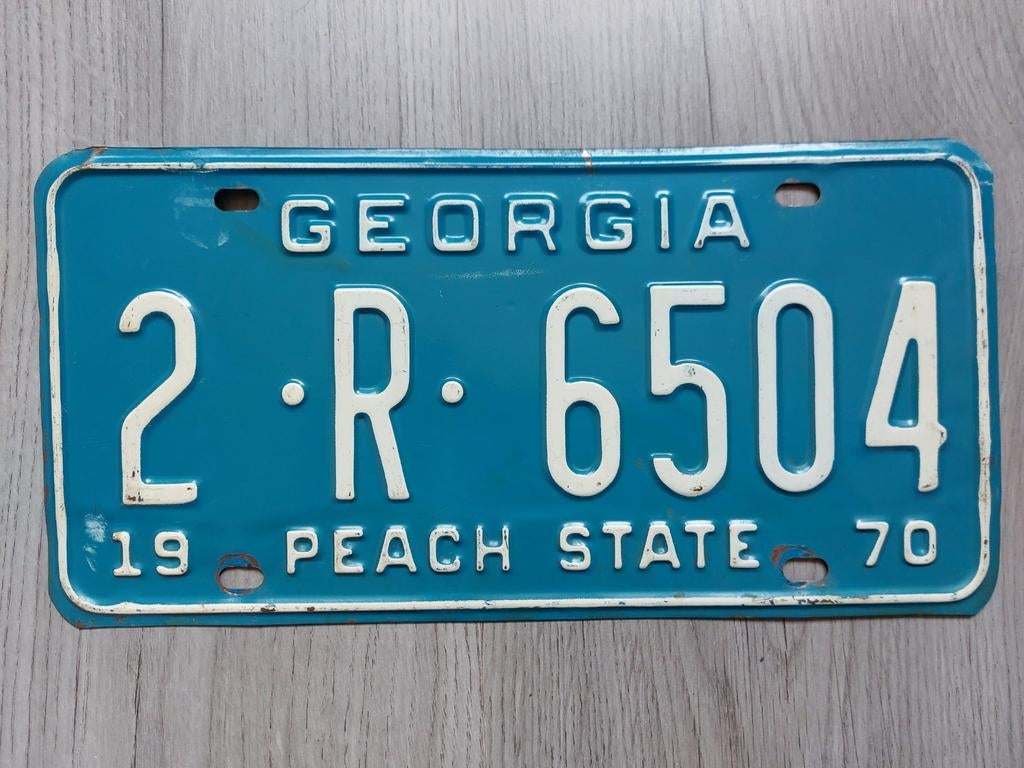 GEORGIA
2·R·6504
19 PEACH STATE 70